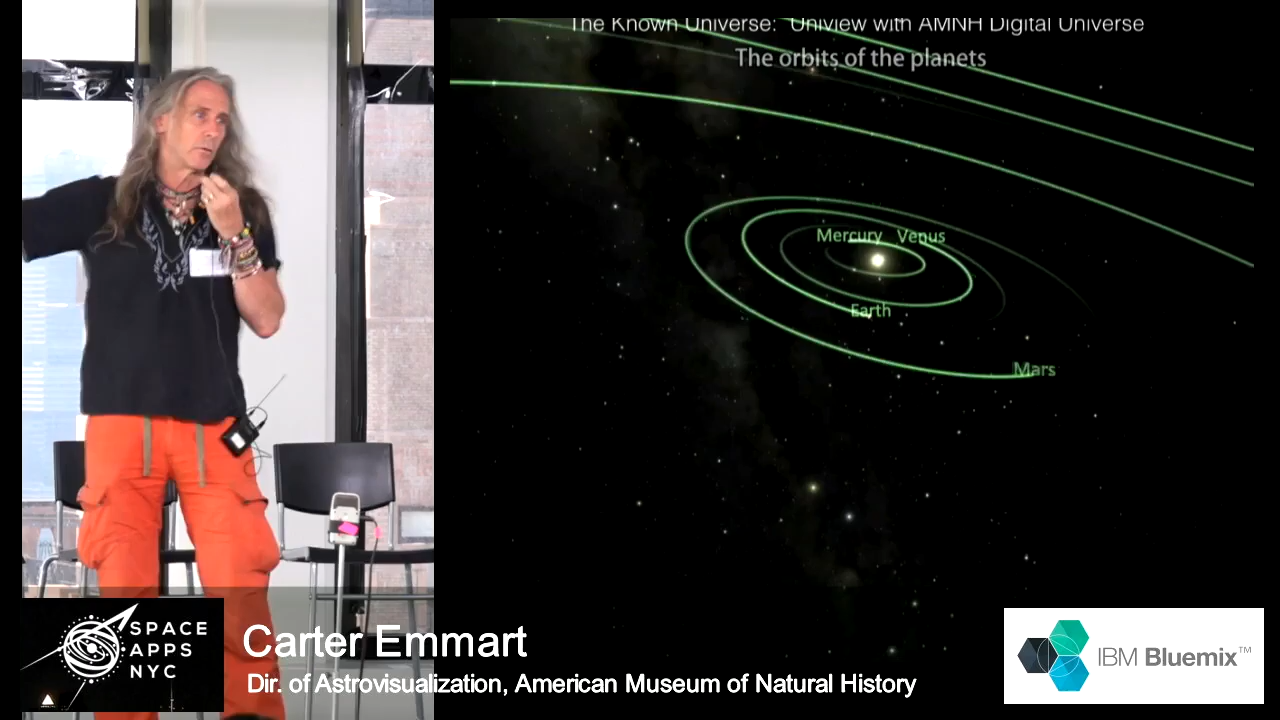 The Known Universe: Uniview with AMNH Digital Universe
The orbits of the planets
Mercury Venus
Earth
Mars
SPACE
APPS
NYC
Carter Emmart
Dir. of Astrovisualization, American Museum of Natural History
IBM Bluemix™